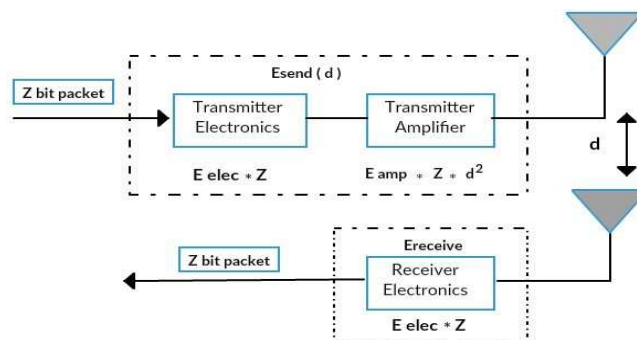 Esend ( d )
Z bit packet
Transmitter
Electronics
Transmitter
Amplifier
E elec * Z
E amp * Z * d²
d
Ereceive
Z bit packet
Receiver
Electronics
E elec * Z